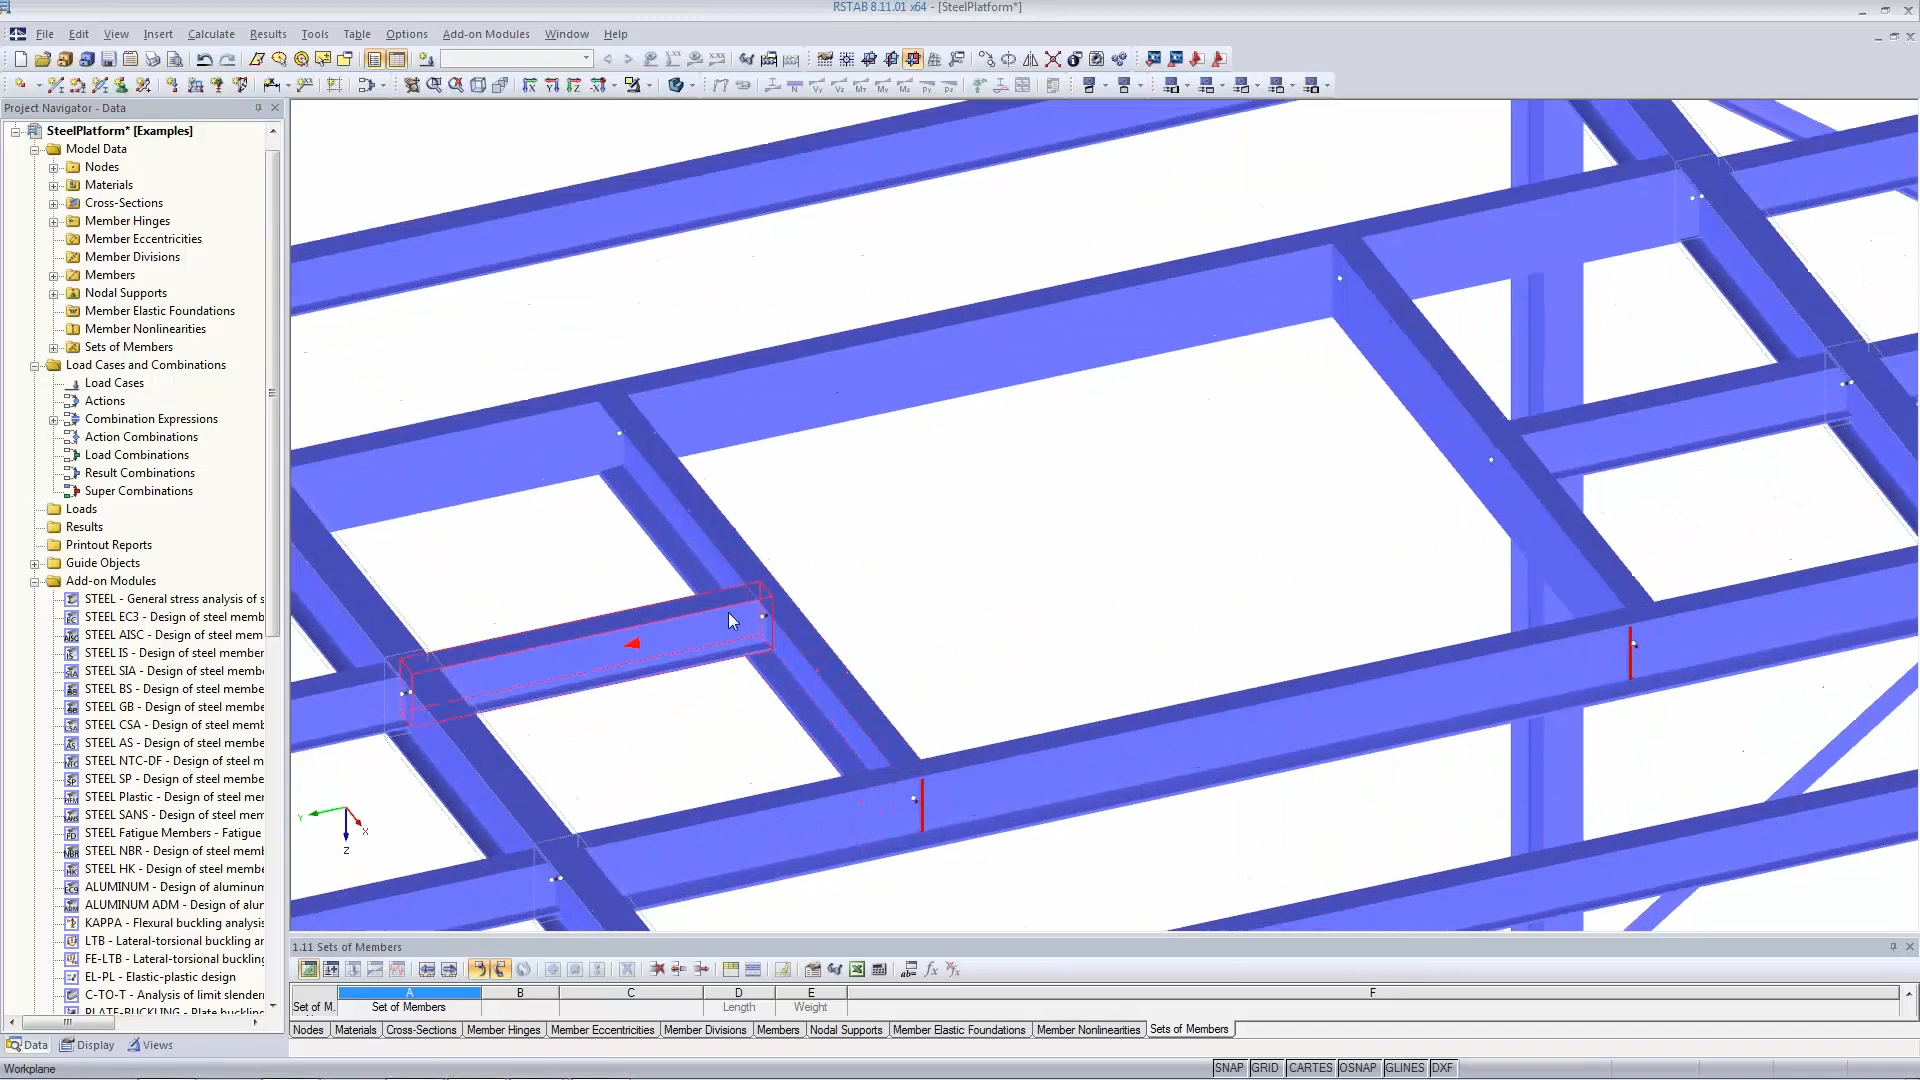 RSTAB 8.11.01 x64 - [SteelPlatform*]
File Edit View Insert Calculate Results Tools Table Options Add-on Modules Window Help
Project Navigator - Data
SteelPlatform* [Examples]
Model Data
Nodes
Materials
Cross-Sections
Member Hinges
Member Eccentricities
Member Divisions
Members
Nodal Supports
Member Elastic Foundations
Member Nonlinearities
Sets of Members
Load Cases and Combinations
Load Cases
Actions
Combination Expressions
Action Combinations
Load Combinations
Result Combinations
Super Combinations
Loads
Results
Printout Reports
Guide Objects
Add-on Modules
STEEL - General stress analysis of s
STEEL EC3 - Design of steel memb
STEEL AISC - Design of steel mem
STEEL IS - Design of steel member
STEEL SIA - Design of steel membe
STEEL BS - Design of steel membe
STEEL GB - Design of steel membe
STEEL CSA - Design of steel memb
STEEL AS - Design of steel membe
STEEL NTC-DF - Design of steel me
STEEL SP - Design of steel membe
STEEL Plastic - Design of steel mer
STEEL SANS - Design of steel mem
STEEL Fatigue Members - Fatigue
STEEL NBR - Design of steel memb
STEEL HK - Design of steel membe
ALUMINUM - Design of aluminum
ALUMINUM ADM - Design of alur
KAPPA - Flexural buckling analysis
LTB - Lateral-torsional buckling ar
FE-LTB - Lateral-torsional buckling
EL-PL - Elastic-plastic design
C-TO-T - Analysis of limit slender
PLATE-BUCKLING - Plate buckling
Data Display Views
Y X
Z
1.11 Sets of Members
A B C D E F
Set of M. Set of Members Length Weight
Nodes Materials Cross-Sections Member Hinges Member Eccentricities Member Divisions Members Nodal Supports Member Elastic Foundations Member Nonlinearities Sets of Members
Workplane SNAP GRID CARTES OSNAP GLINES DXF